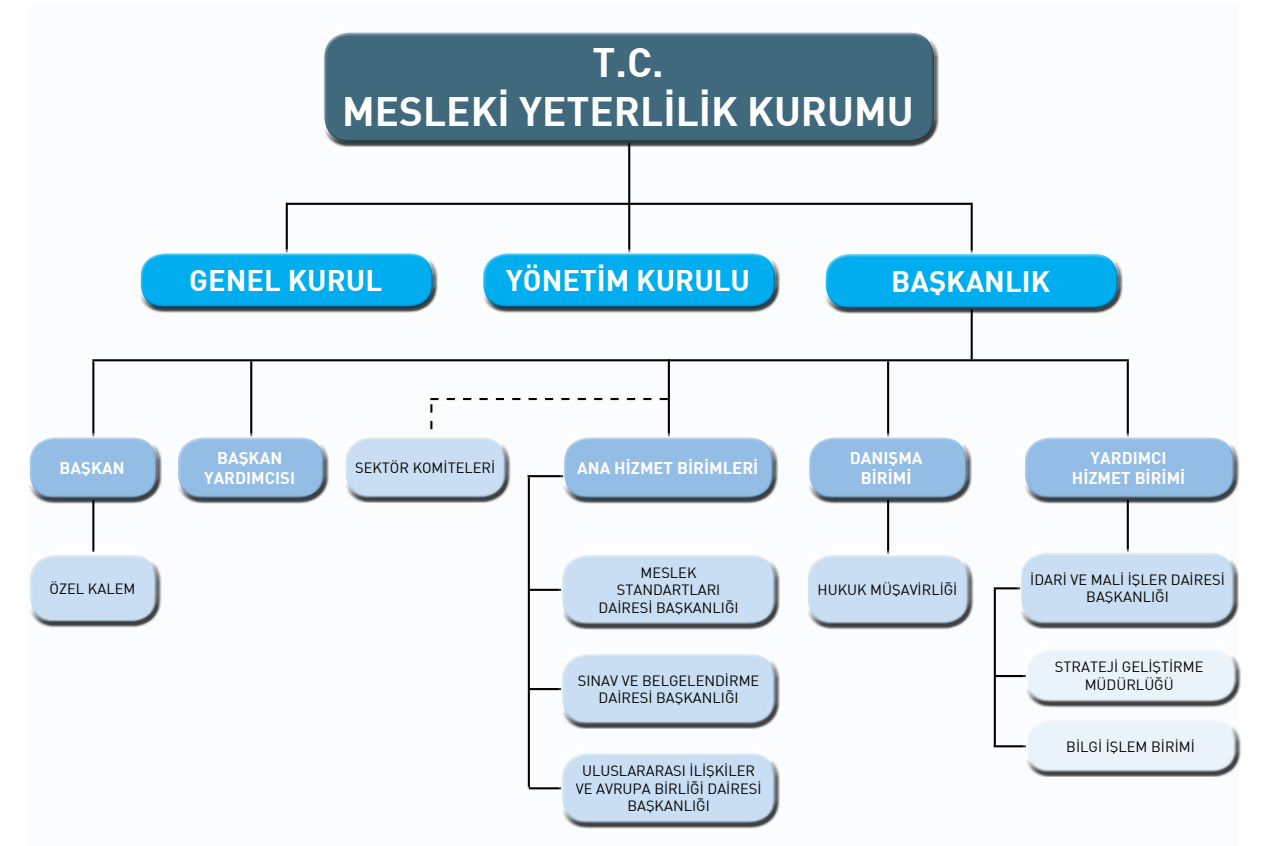 T.C.
MESLEKİ YETERLİLİK KURUMU
GENEL KURUL
YÖNETİM KURULU
BAŞKANLIK
BAŞKAN
BAŞKAN
YARDIMCISI
SEKTÖR KOMİTELERİ
ANA HİZMET BİRİMLERİ
DANIŞMA
BİRİMİ
YARDIMCI
HİZMET BİRİMİ
ÖZEL KALEM
MESLEK
STANDARTLARI
DAİRESİ BAŞKANLIĞI
HUKUK MÜŞAVİRLİĞİ
İDARİ VE MALİ İŞLER DAİRESİ
BAŞKANLIĞI
SINAV VE BELGELENDİRME
DAİRESİ BAŞKANLIĞI
STRATEJİ GELİŞTİRME
MÜDÜRLÜĞÜ
BİLGİ İŞLEM BİRİMİ
ULUSLARARASI İLİŞKİLER
VE AVRUPA BİRLİĞİ DAİRESİ
BAŞKANLIĞI